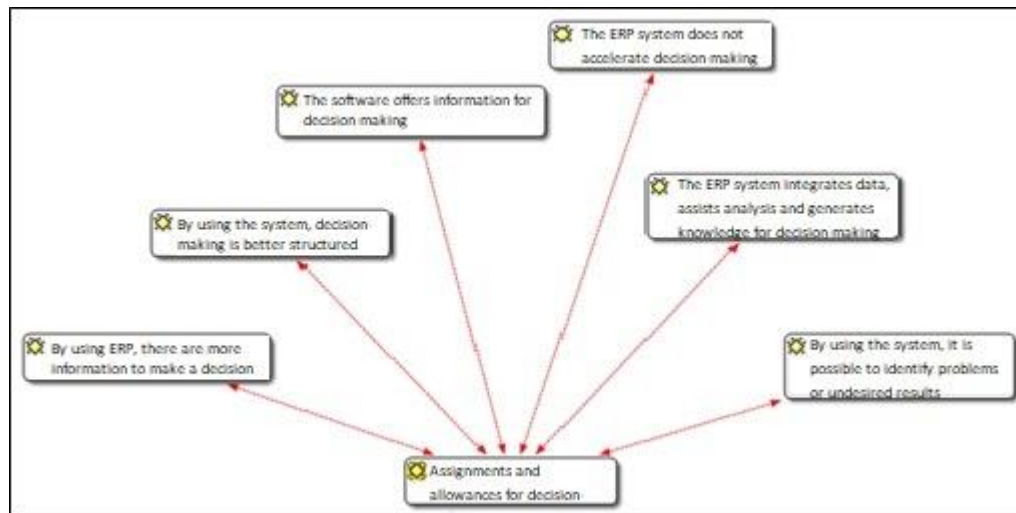 The ERP system does not
accelerate decision making
The software offers information for
decision making
The ERP system integrates data,
assists analysis and generates
knowledge for decision making
By using the system, decision
making is better structured
By using ERP, there are more
information to make a decision
By using the system, it is
possible to identify problems
or undesired results
Assignments and
allowances for decision